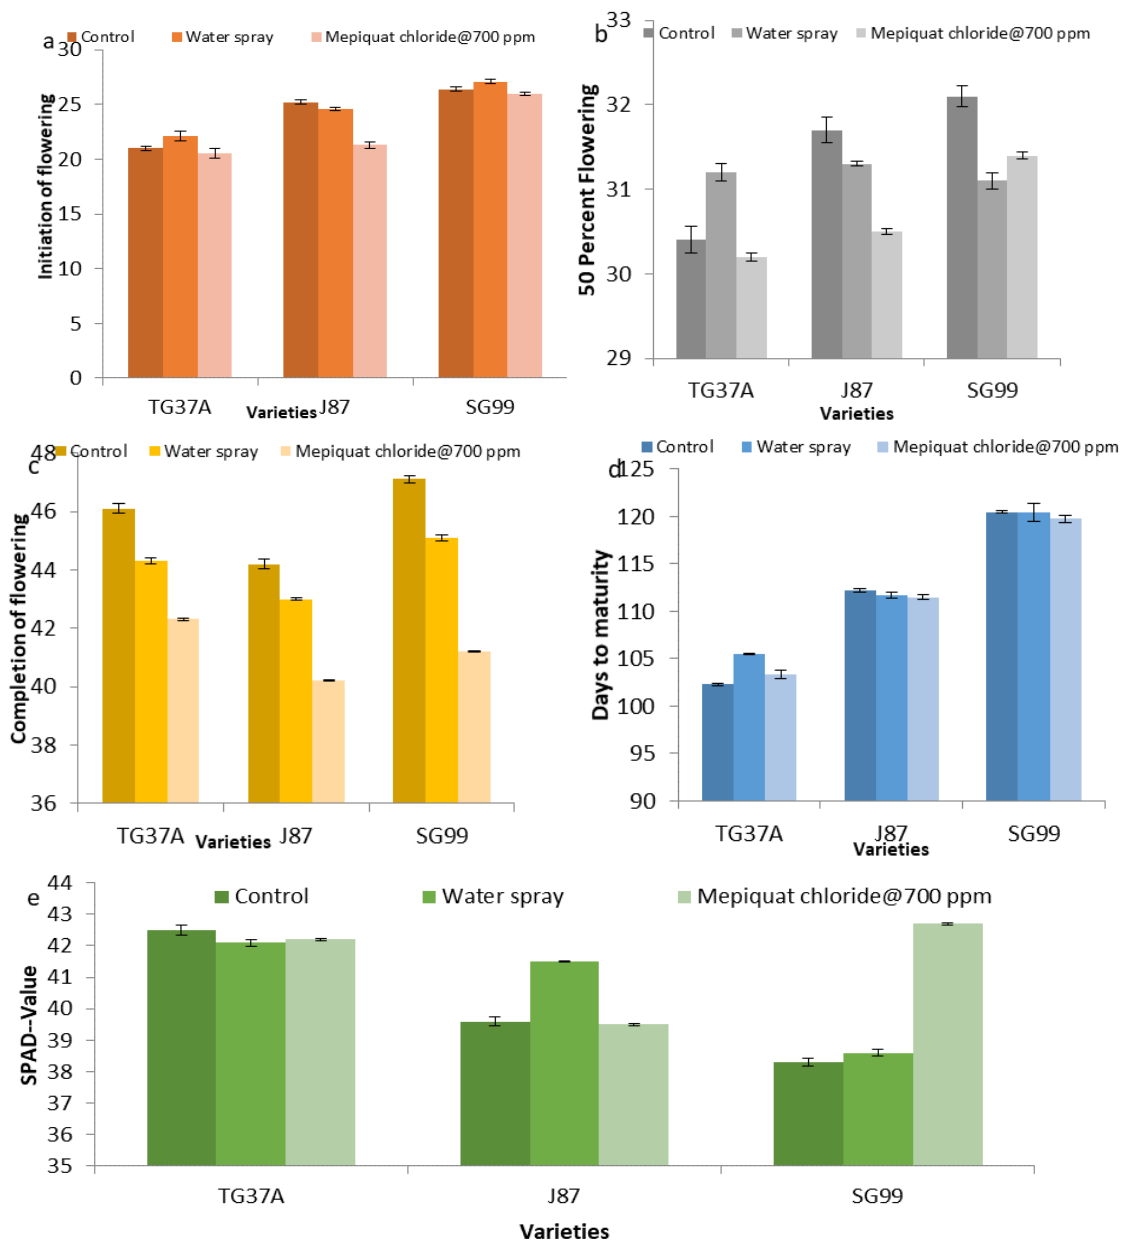 a Control Water spray Mepiquat chloride@700 ppm
30
25
20
15
10
5
0
Initiation of flowering
TG37A J87 SG99
Varieties
b Control Water spray Mepiquat chloride@700 ppm
33
32
31
30
29
50 Percent Flowering
TG37A J87 SG99
Varieties
c Control Water spray Mepiquat chloride@700 ppm
48
46
44
42
40
38
36
Completion of flowering
TG37A J87 SG99
Varieties
d Control Water spray Mepiquat chloride@700 ppm
125
120
115
110
105
100
95
90
Days to maturity
TG37A J87 SG99
Varieties
e Control Water spray Mepiquat chloride@700 ppm
44
43
42
41
40
39
38
37
36
35
SPAD--Value
TG37A J87 SG99
Varieties